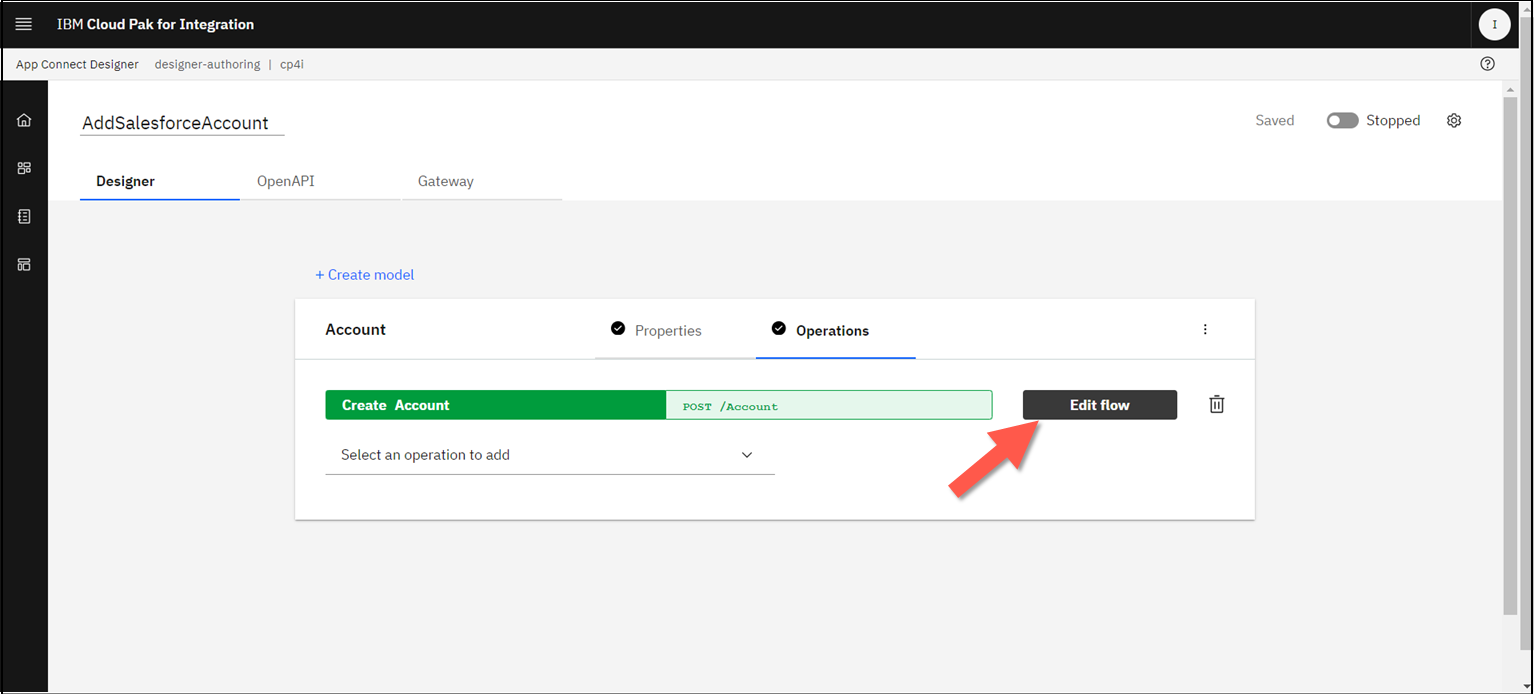 IBM Cloud Pak for Integration
I
App Connect Designer designer-authoring | cp4i
AddSalesforceAccount
Saved
Stopped
Designer
OpenAPI
Gateway
+ Create model
Account
Properties
Operations
Create Account
POST /Account
Edit flow
Select an operation to add